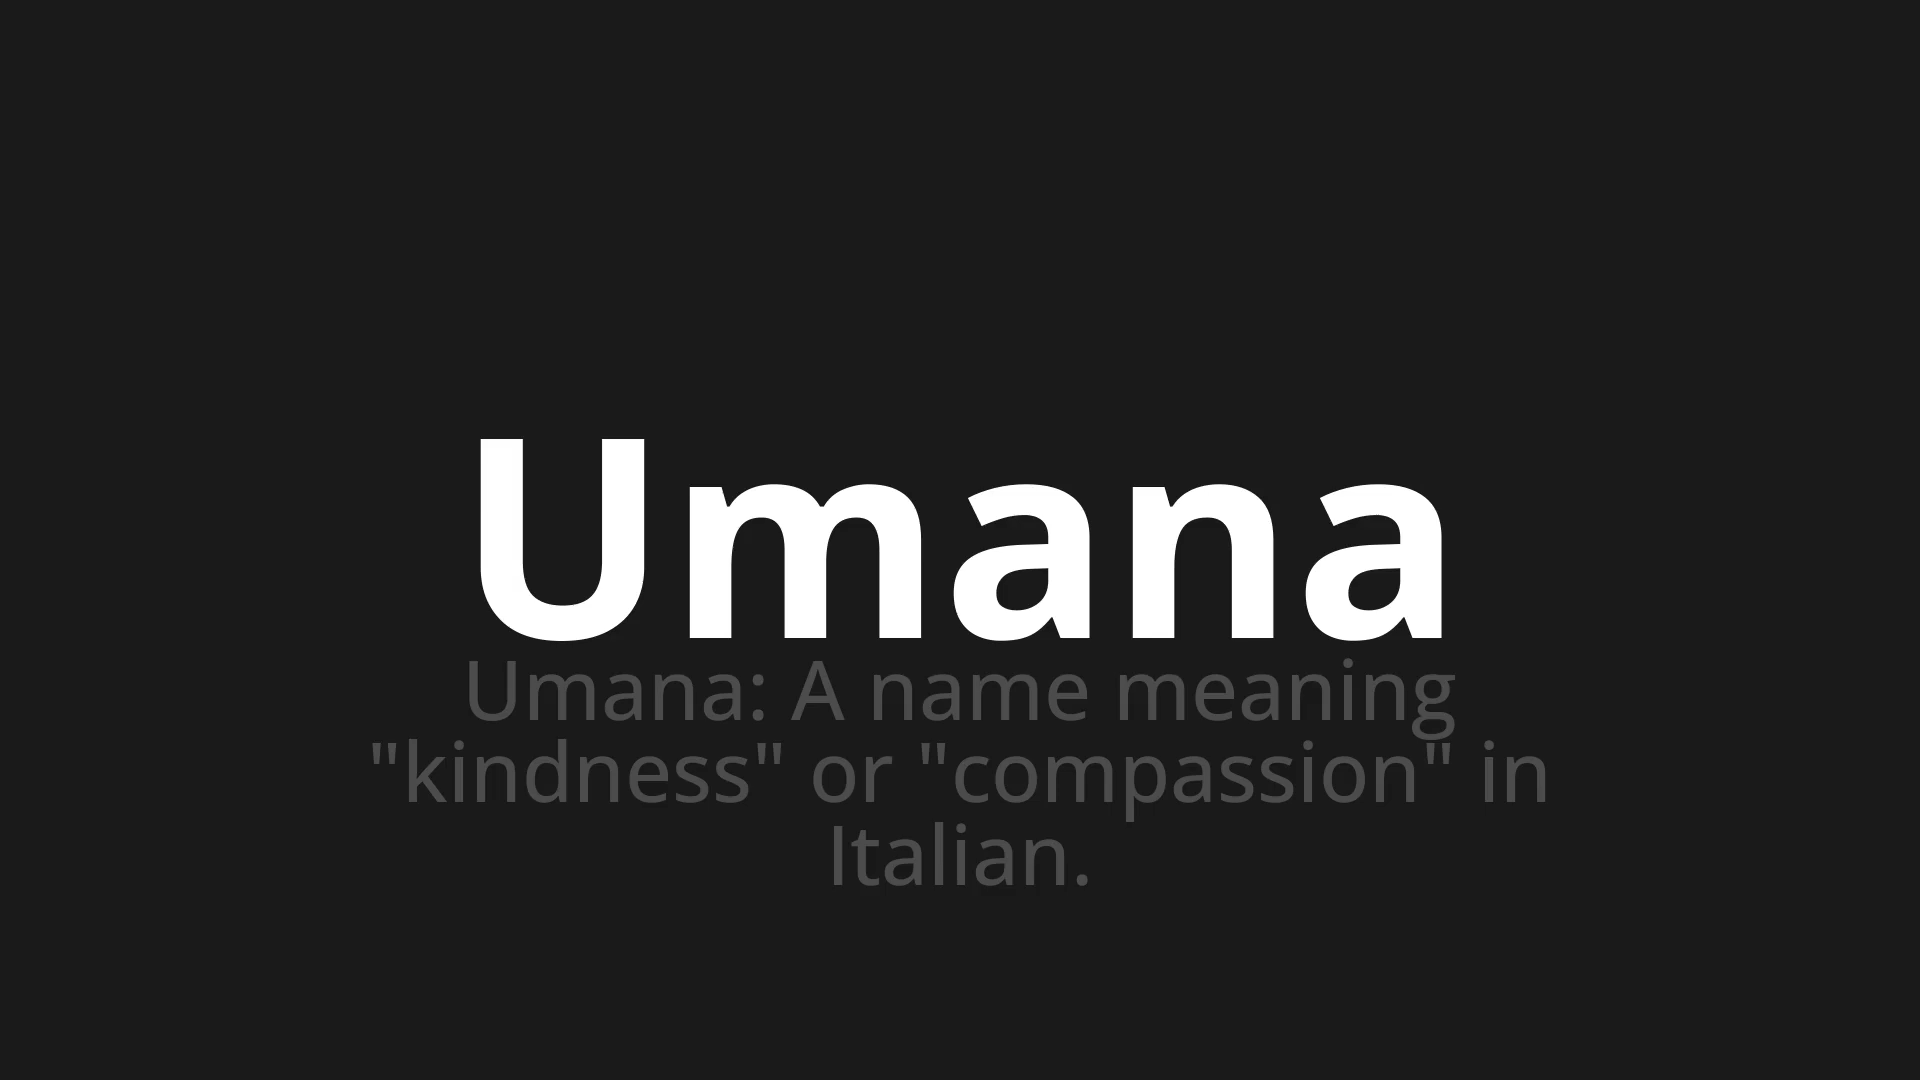 Umana
Umana: A name meaning
"kindness" or "compassion" in
Italian.